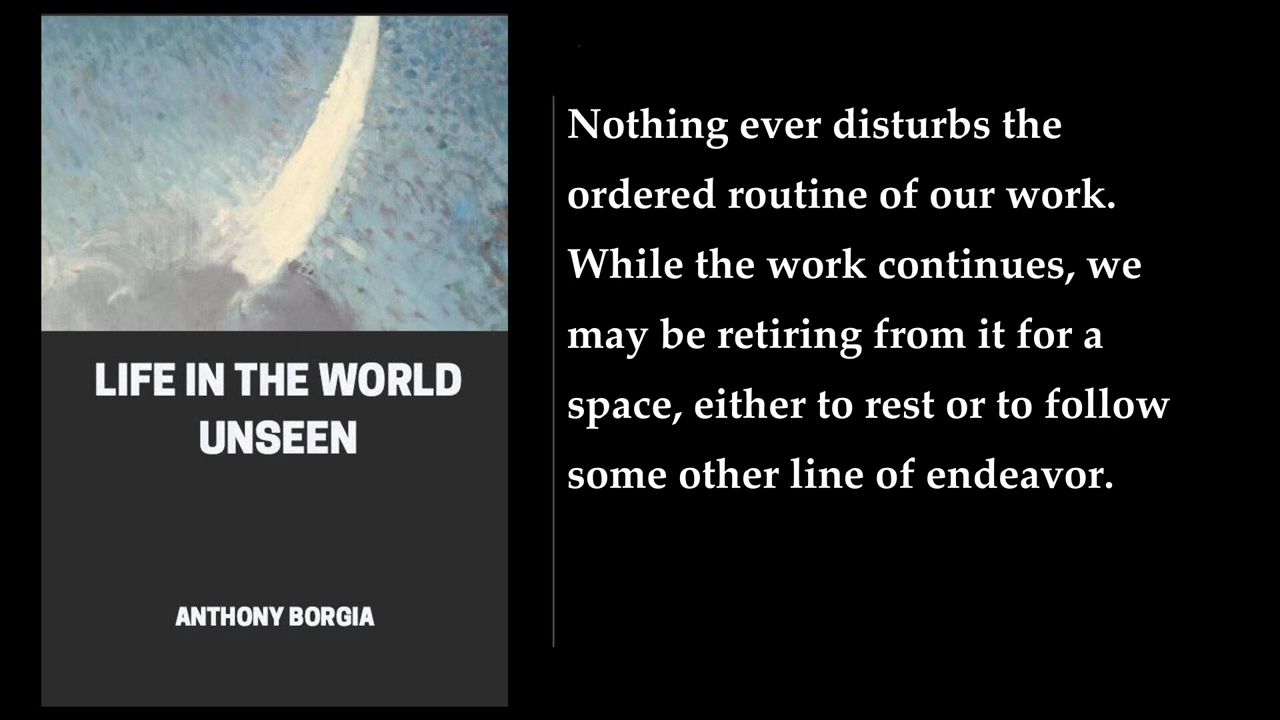 LIFE IN THE WORLD
UNSEEN
ANTHONY BORGIA
Nothing ever disturbs the
ordered routine of our work.
While the work continues, we
may be retiring from it for a
space, either to rest or to follow
some other line of endeavor.